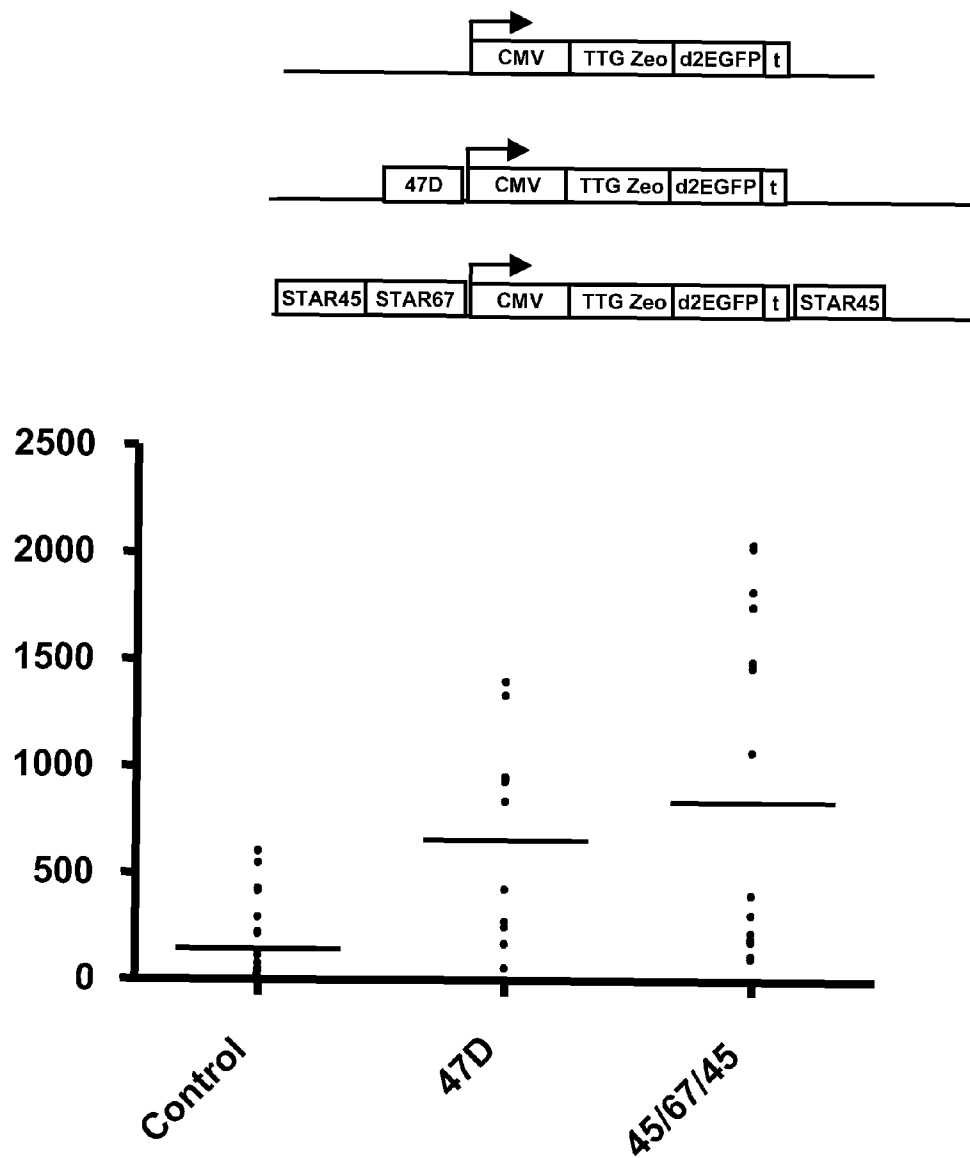 CMV TTG Zeo d2EGFP t
47D CMV TTG Zeo d2EGFP t
STAR45 STAR67 CMV TTG Zeo d2EGFP t STAR45
2500
2000
1500
1000
500
0
Control 47D 45/67/45